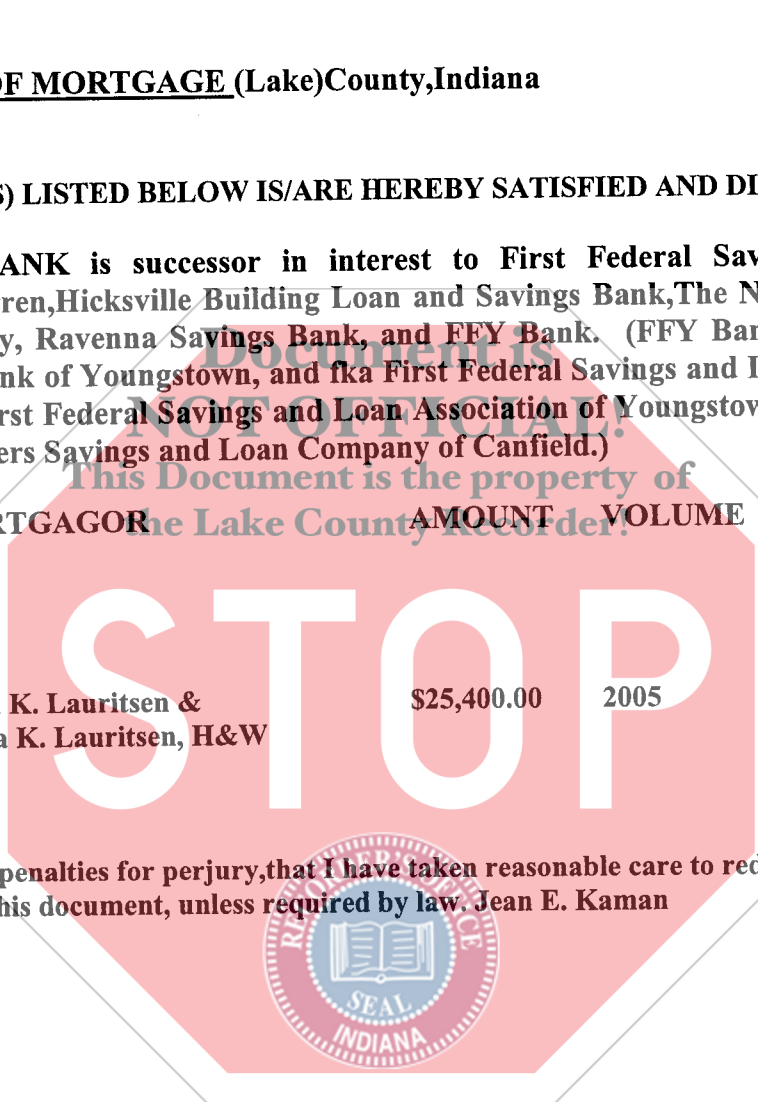 OF MORTGAGE (Lake)County,Indiana
S) LISTED BELOW IS/ARE HEREBY SATISFIED AND DI
ANK is successor in interest to First Federal Sav
ren,Hicksville Building Loan and Savings Bank,The N
y, Ravenna Savings Bank, and FFY Bank. (FFY Ban
Document is
nk of Youngstown, and fka First Federal Savings and L
rst Federal Savings and Loan Association of Youngstow
NOT OFFICIAL!
ers Savings and Loan Company of Canfield.)
This Document is the property of
the Lake County Recorder!
RTGAGOR AMOUNT VOLUME
STOP
K. Lauritsen & $25,400.00 2005
a K. Lauritsen, H&W
penalties for perjury,that I have taken reasonable care to red
his document, unless required by law. Jean E. Kaman
RECORDER'S OFFICE
SEAL
INDIANA